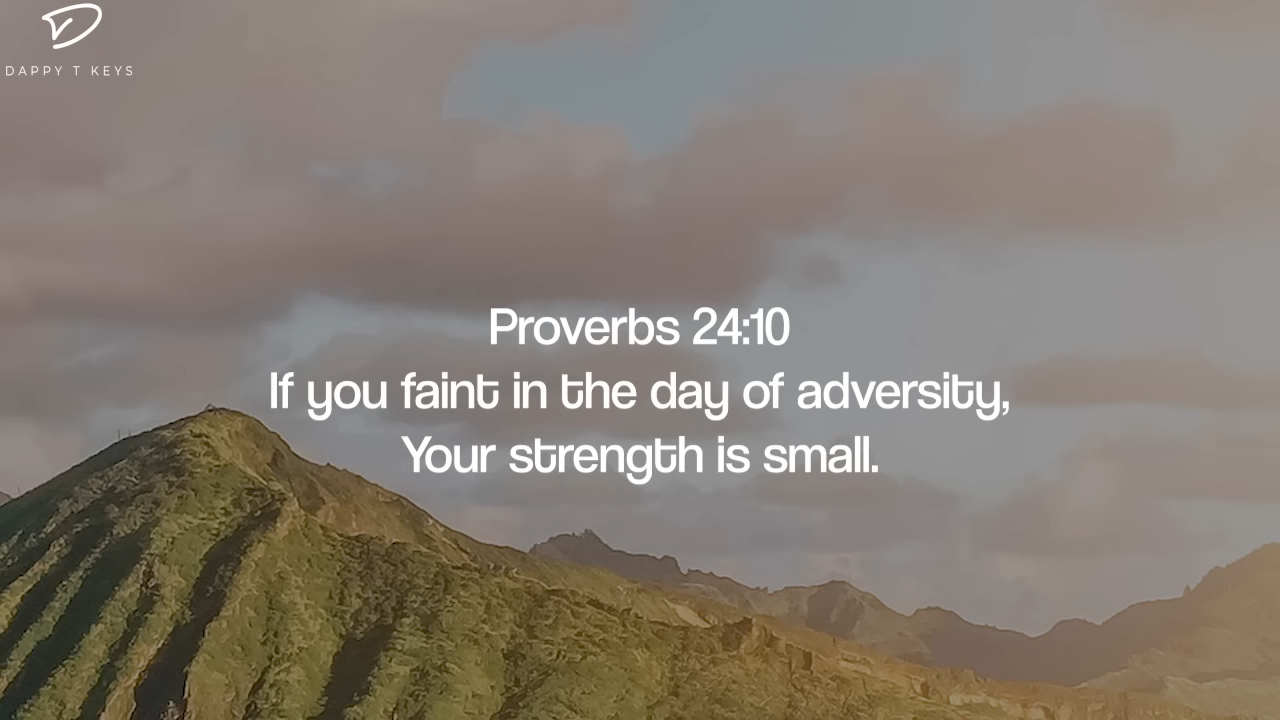 DAPPY T KEYS
Proverbs 24:10
If you faint in the day of adversity,
Your strength is small.